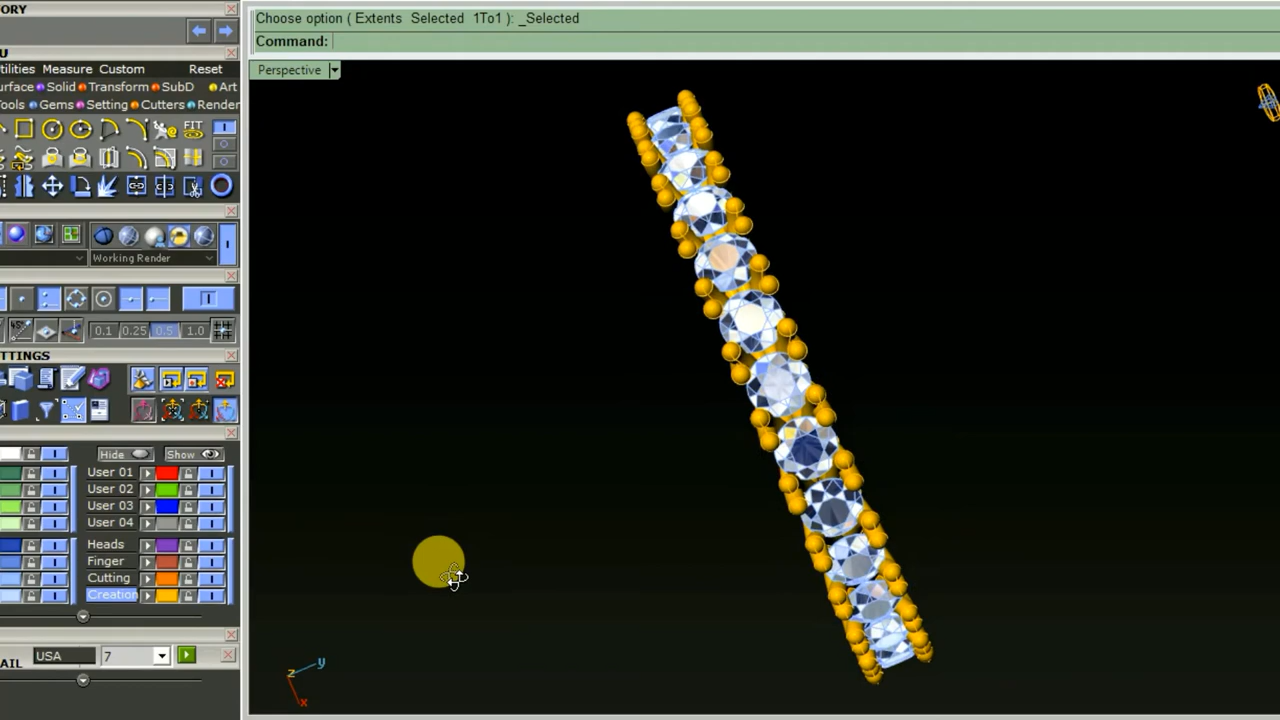 ORY
Choose option ( Extents Selected 1To1 ): _Selected
Command:
U
tilities Measure Custom Reset
urface Solid Transform SubD Art
ools Gems Setting Cutters Render
FIT
Perspective
Working Render
0.1 0.25 0.5 1.0
TTINGS
Hide Show
User 01
User 02
User 03
User 04
Heads
Finger
Cutting
Creation
AIL USA 7
z y
x